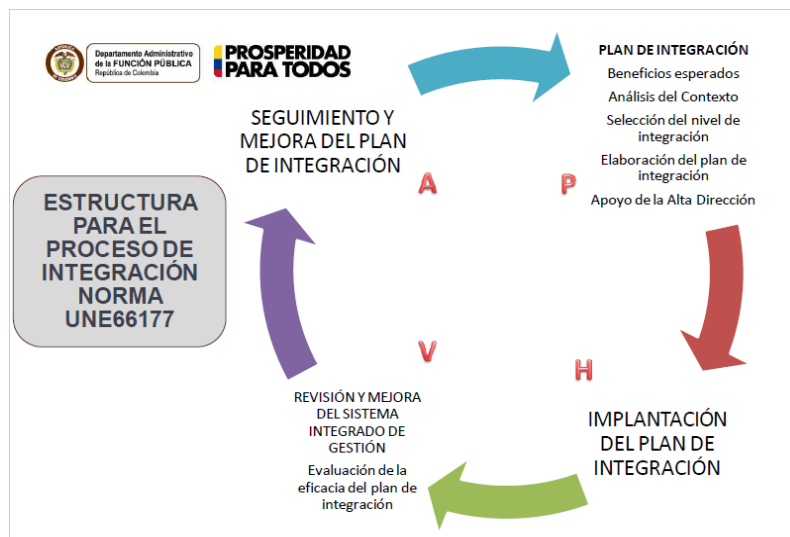 Departamento Administrativo
de la FUNCIÓN PÚBLICA
República de Colombia
PROSPERIDAD
PARA TODOS
PLAN DE INTEGRACIÓN
Beneficios esperados
Análisis del Contexto
Selección del nivel de
integración
Elaboración del plan de
integración
Apoyo de la Alta Dirección
SEGUIMIENTO Y
MEJORA DEL PLAN
DE INTEGRACIÓN
A
P
ESTRUCTURA
PARA EL
PROCESO DE
INTEGRACIÓN
NORMA
UNE66177
V
H
REVISIÓN Y MEJORA
DEL SISTEMA
INTEGRADO DE
GESTIÓN
Evaluación de la
eficacia del plan de
integración
IMPLANTACIÓN
DEL PLAN DE
INTEGRACIÓN